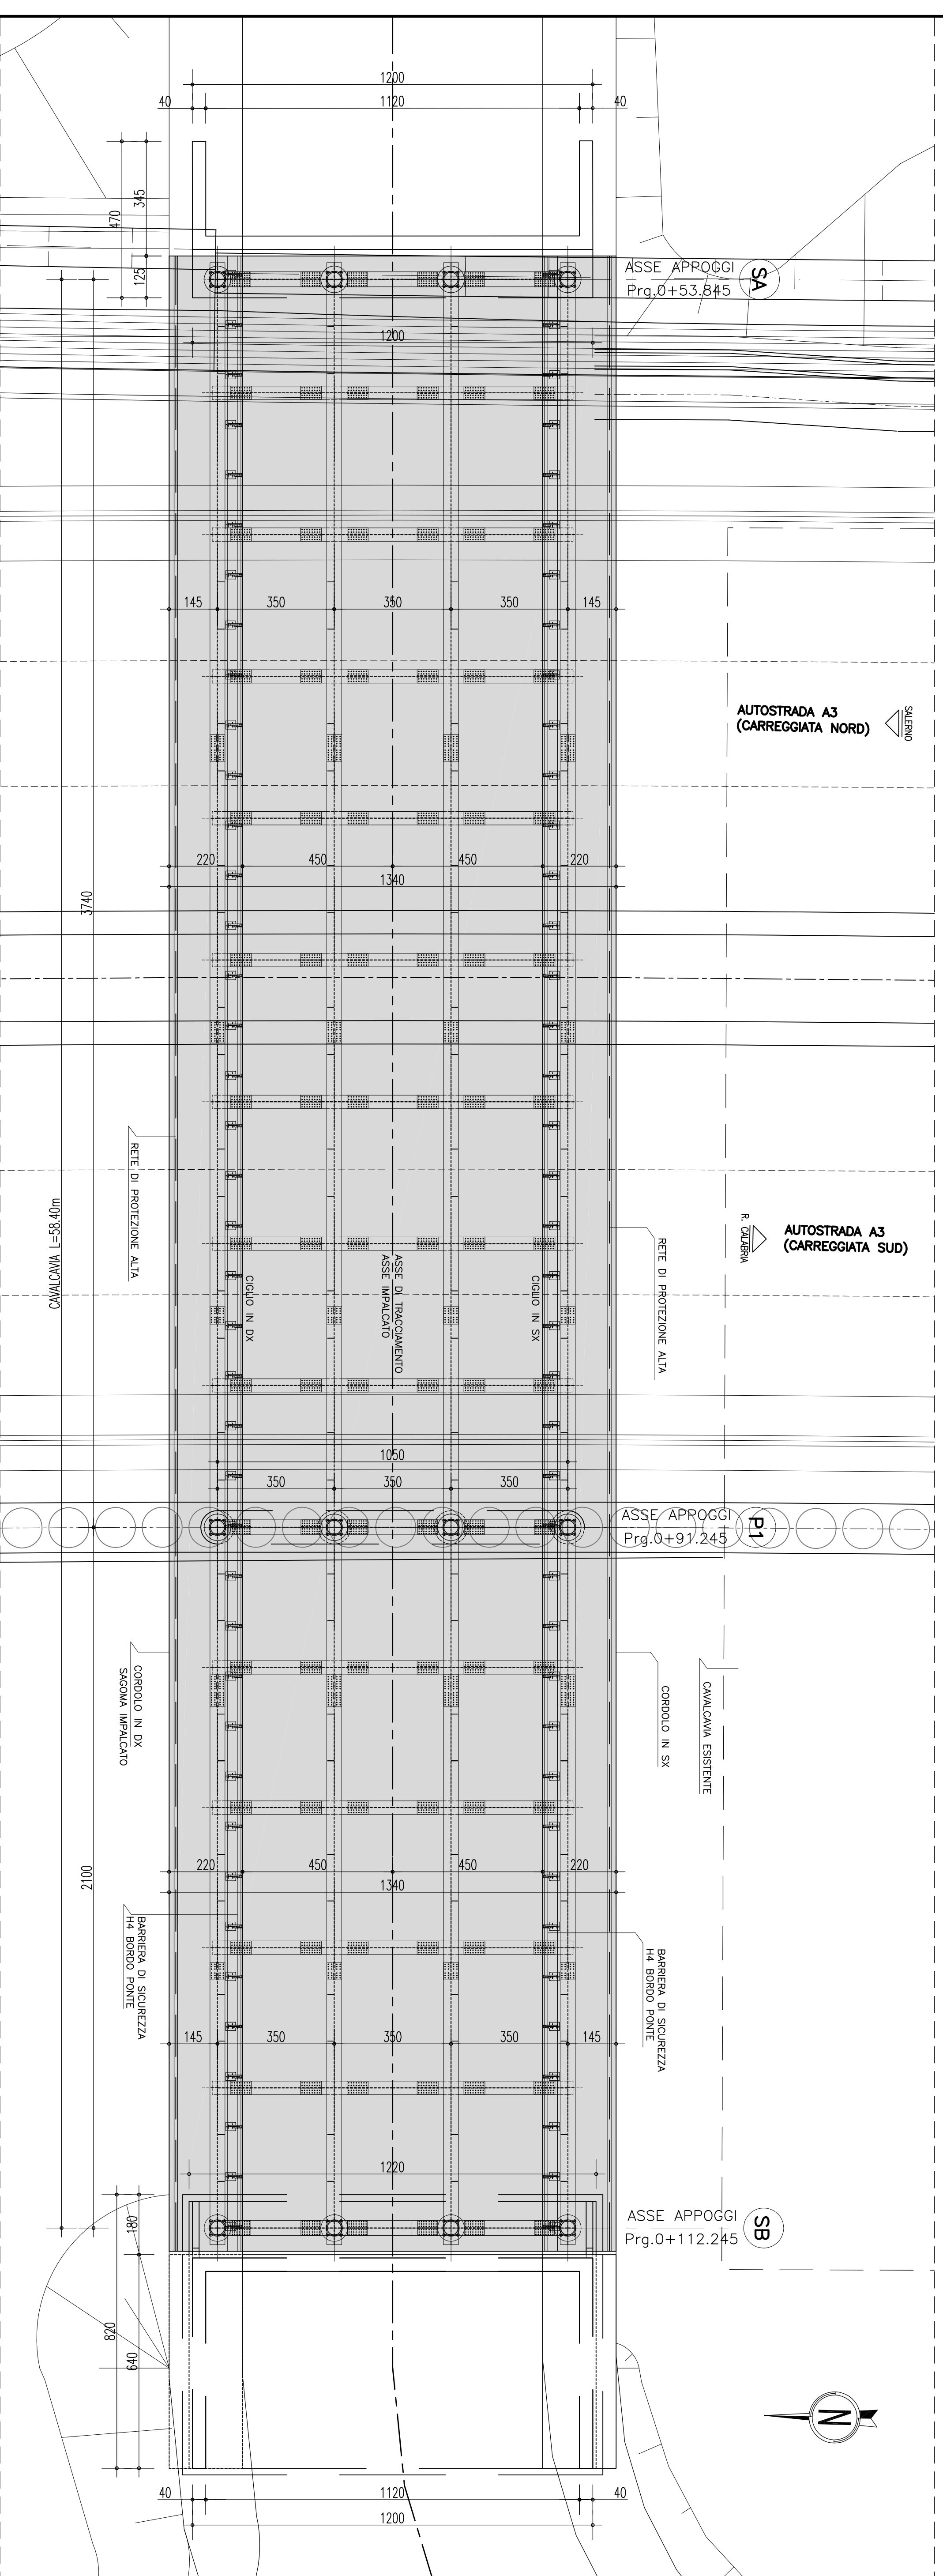 1200
40
1120
40
345
470
125
ASSE APPOGGI
Prg.0+53.845
SA
1200
145
350
350
350
145
AUTOSTRADA A3
(CARREGGIATA NORD)
SALERNO
220
450
450
220
1340
3740
RETE DI PROTEZIONE ALTA
CAVALCAVIA L=58.40m
CIGLIO IN DX
ASSE DI TRACCIAMENTO
ASSE IMPALCATO
CIGLIO IN SX
RETE DI PROTEZIONE ALTA
R. CALABRIA
AUTOSTRADA A3
(CARREGGIATA SUD)
1050
350
350
350
ASSE APPOGGI
Prg.0+91.245
P1
CORDOLO IN DX
SAGOMA IMPALCATO
CORDOLO IN SX
CAVALCAVIA ESISTENTE
220
450
450
220
1340
2100
BARRIERA DI SICUREZZA
H4 BORDO PONTE
BARRIERA DI SICUREZZA
H4 BORDO PONTE
145
350
350
350
145
1220
ASSE APPOGGI
Prg.0+112.245
SB
180
820
640
N
40
1120
40
1200